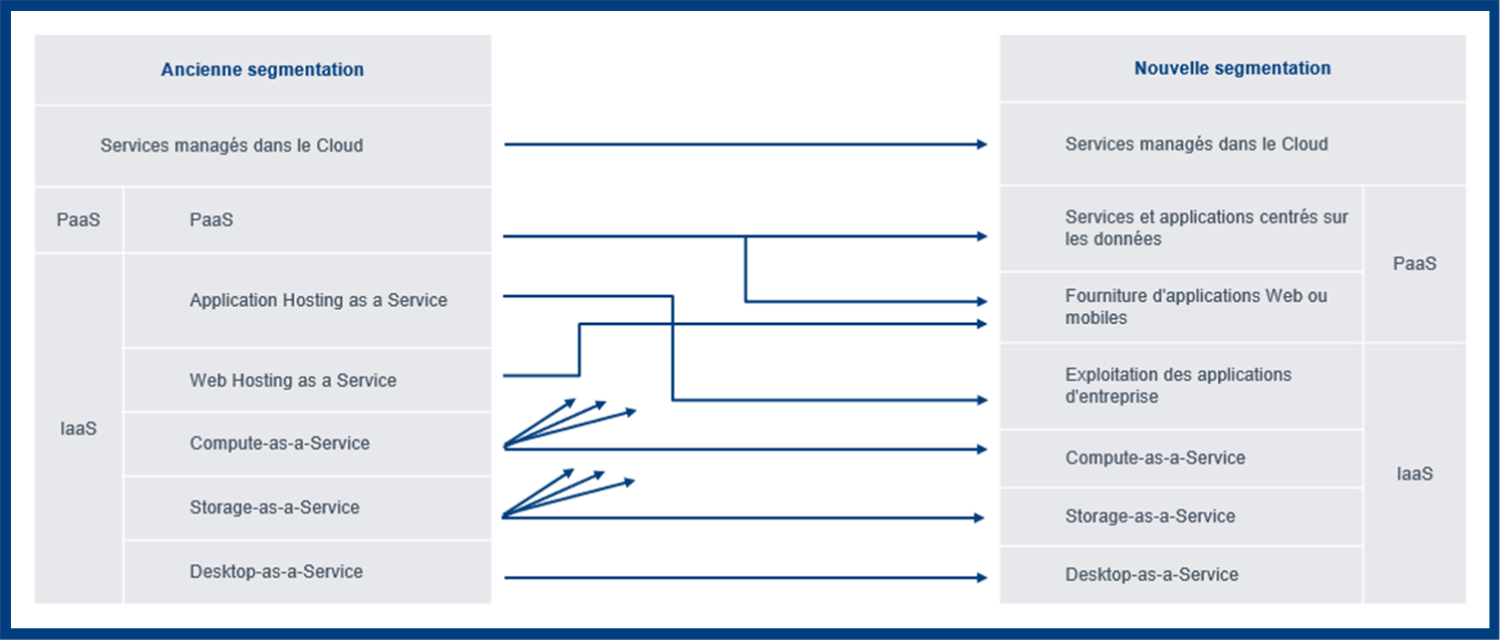 Ancienne segmentation
Services managés dans le Cloud
PaaS
PaaS
IaaS
Application Hosting as a Service
Web Hosting as a Service
Compute-as-a-Service
Storage-as-a-Service
Desktop-as-a-Service
Nouvelle segmentation
Services managés dans le Cloud
Services et applications centrés sur
les données
Fourniture d'applications Web ou
mobiles
PaaS
Exploitation des applications
d'entreprise
Compute-as-a-Service
Storage-as-a-Service
Desktop-as-a-Service
IaaS